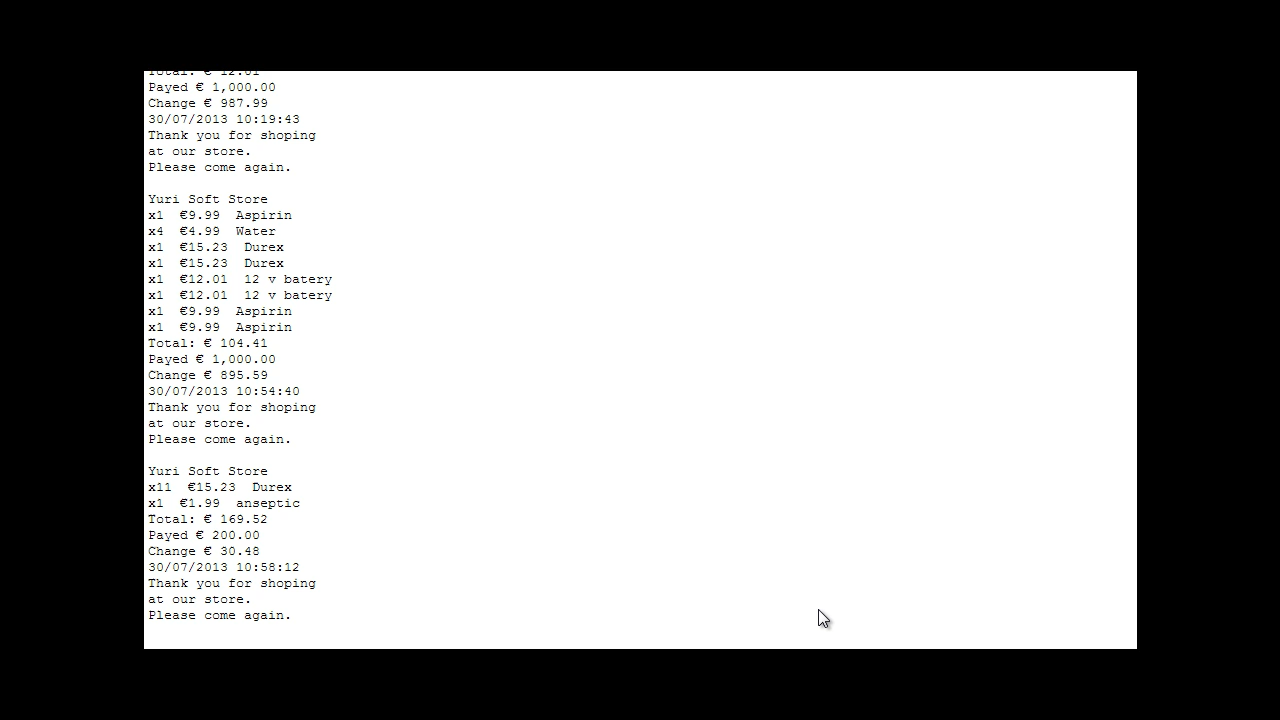 Total: € 12.01
Payed € 1,000.00
Change € 987.99
30/07/2013 10:19:43
Thank you for shoping
at our store.
Please come again.
Yuri Soft Store
x1  €9.99  Aspirin
x4  €4.99  Water
x1  €15.23  Durex
x1  €15.23  Durex
x1  €12.01  12 v batery
x1  €12.01  12 v batery
x1  €9.99  Aspirin
x1  €9.99  Aspirin
Total: € 104.41
Payed € 1,000.00
Change € 895.59
30/07/2013 10:54:40
Thank you for shoping
at our store.
Please come again.
Yuri Soft Store
x11  €15.23  Durex
x1  €1.99  anseptic
Total: € 169.52
Payed € 200.00
Change € 30.48
30/07/2013 10:58:12
Thank you for shoping
at our store.
Please come again.